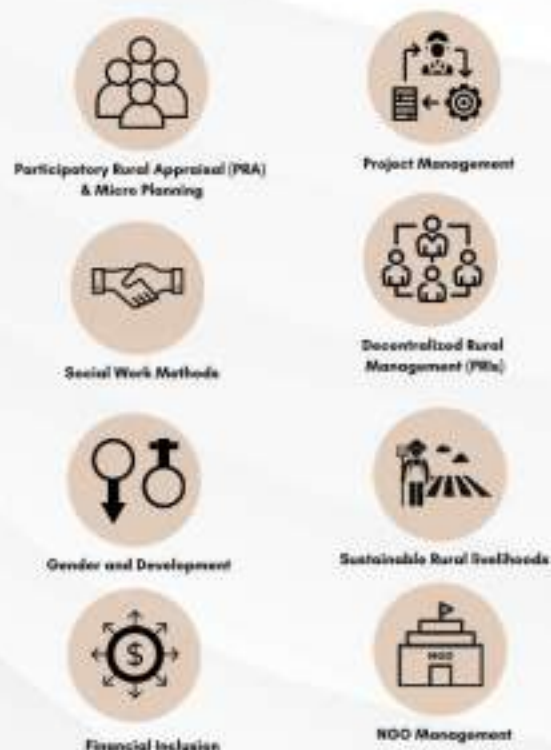 Participatory Rural Appraisal (PRA)
& Micro Planning
Project Management
Social Work Methods
Decentralized Rural
Management (PRIs)
Gender and Development
Sustainable Rural livelihoods
$
Financial Inclusion
NGO
NGO Management